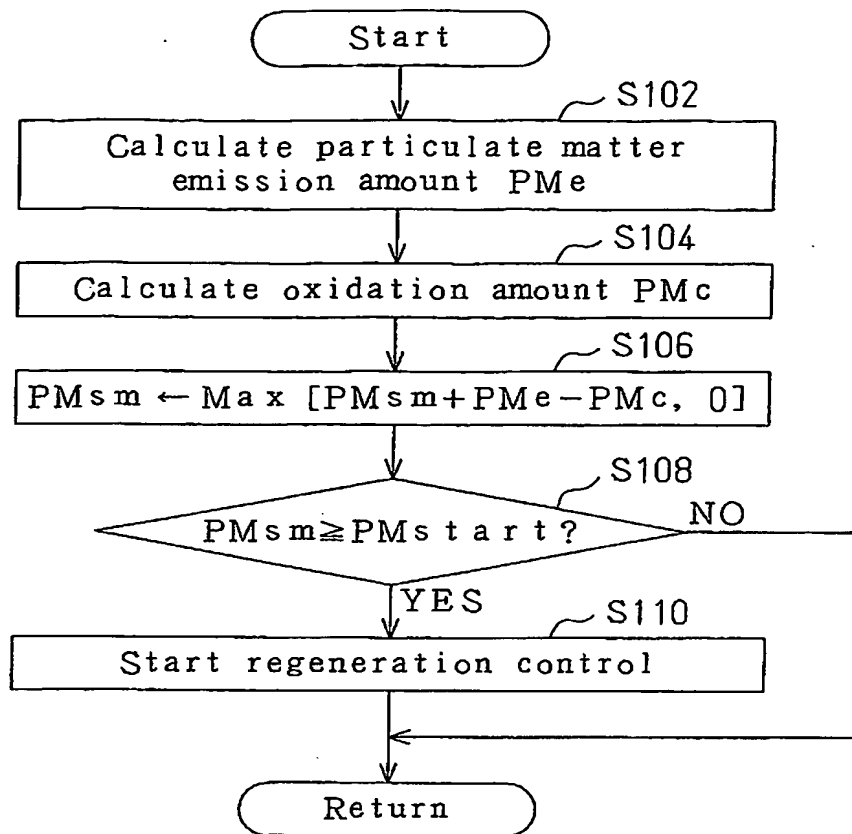 Start
S102
Calculate particulate matter
emission amount PMe
S104
Calculate oxidation amount PMc
S106
PMsm ← Max [PMsm+PMe−PMc, 0]
S108
PMsm≧PMstart?
NO
YES
S110
Start regeneration control
Return